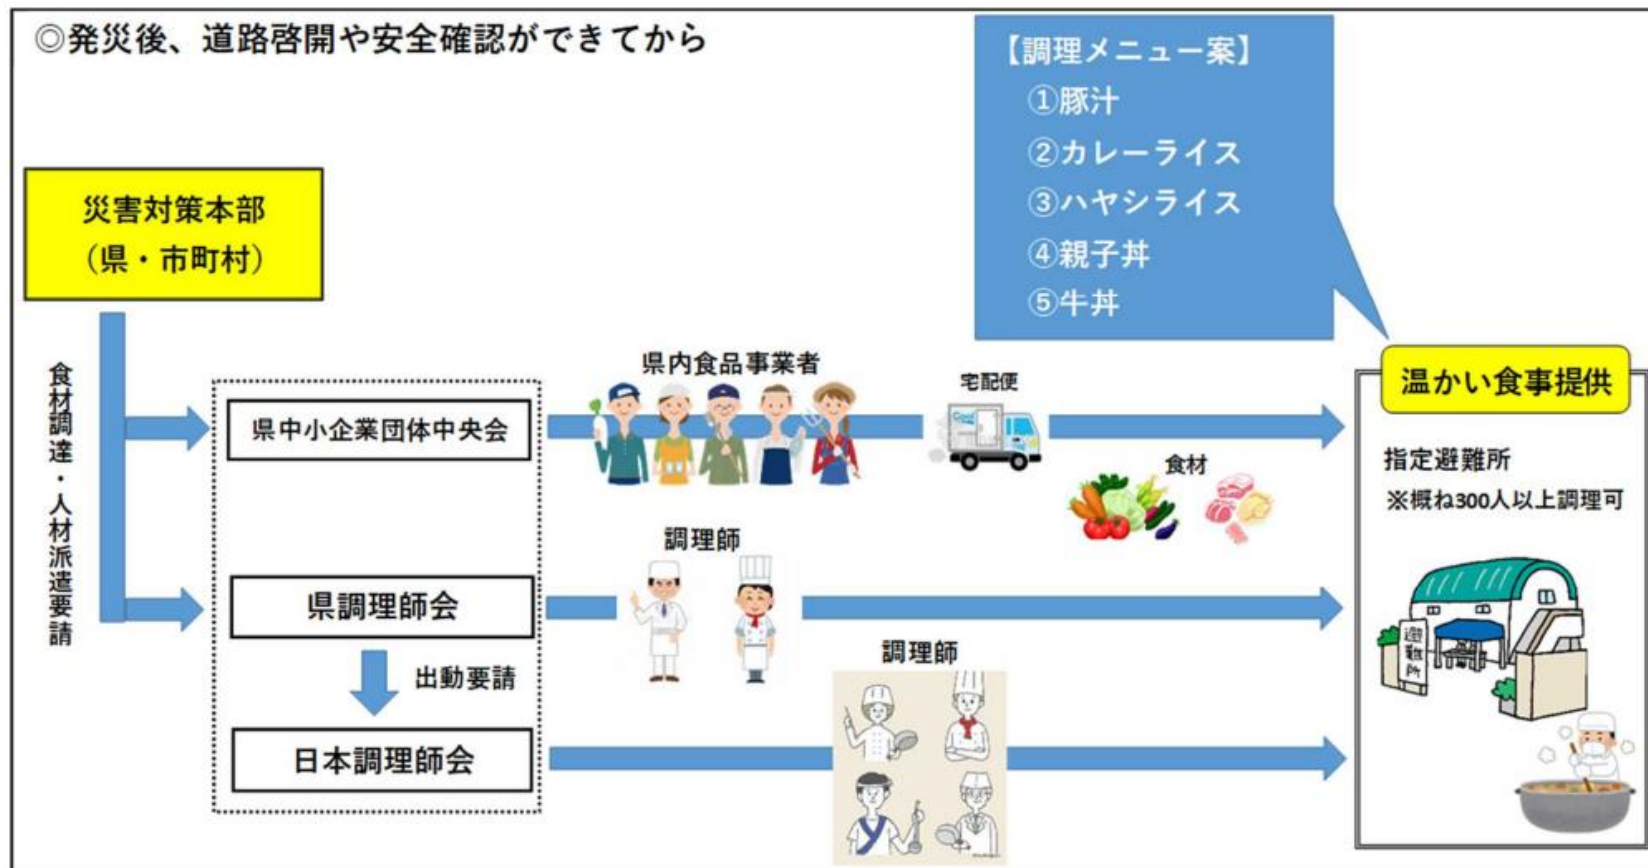 ◎発災後、道路啓開や安全確認ができてから
【調理メニュー案】
①豚汁
②カレーライス
③ハヤシライス
④親子丼
⑤牛丼
災害対策本部
（県・市町村）
食材調達・人材派遣要請
県中小企業団体中央会
県内食品事業者
宅配便
Cool
食材
県調理師会
調理師
出動要請
日本調理師会
調理師
温かい食事提供
指定避難所
※概ね300人以上調理可
避難所